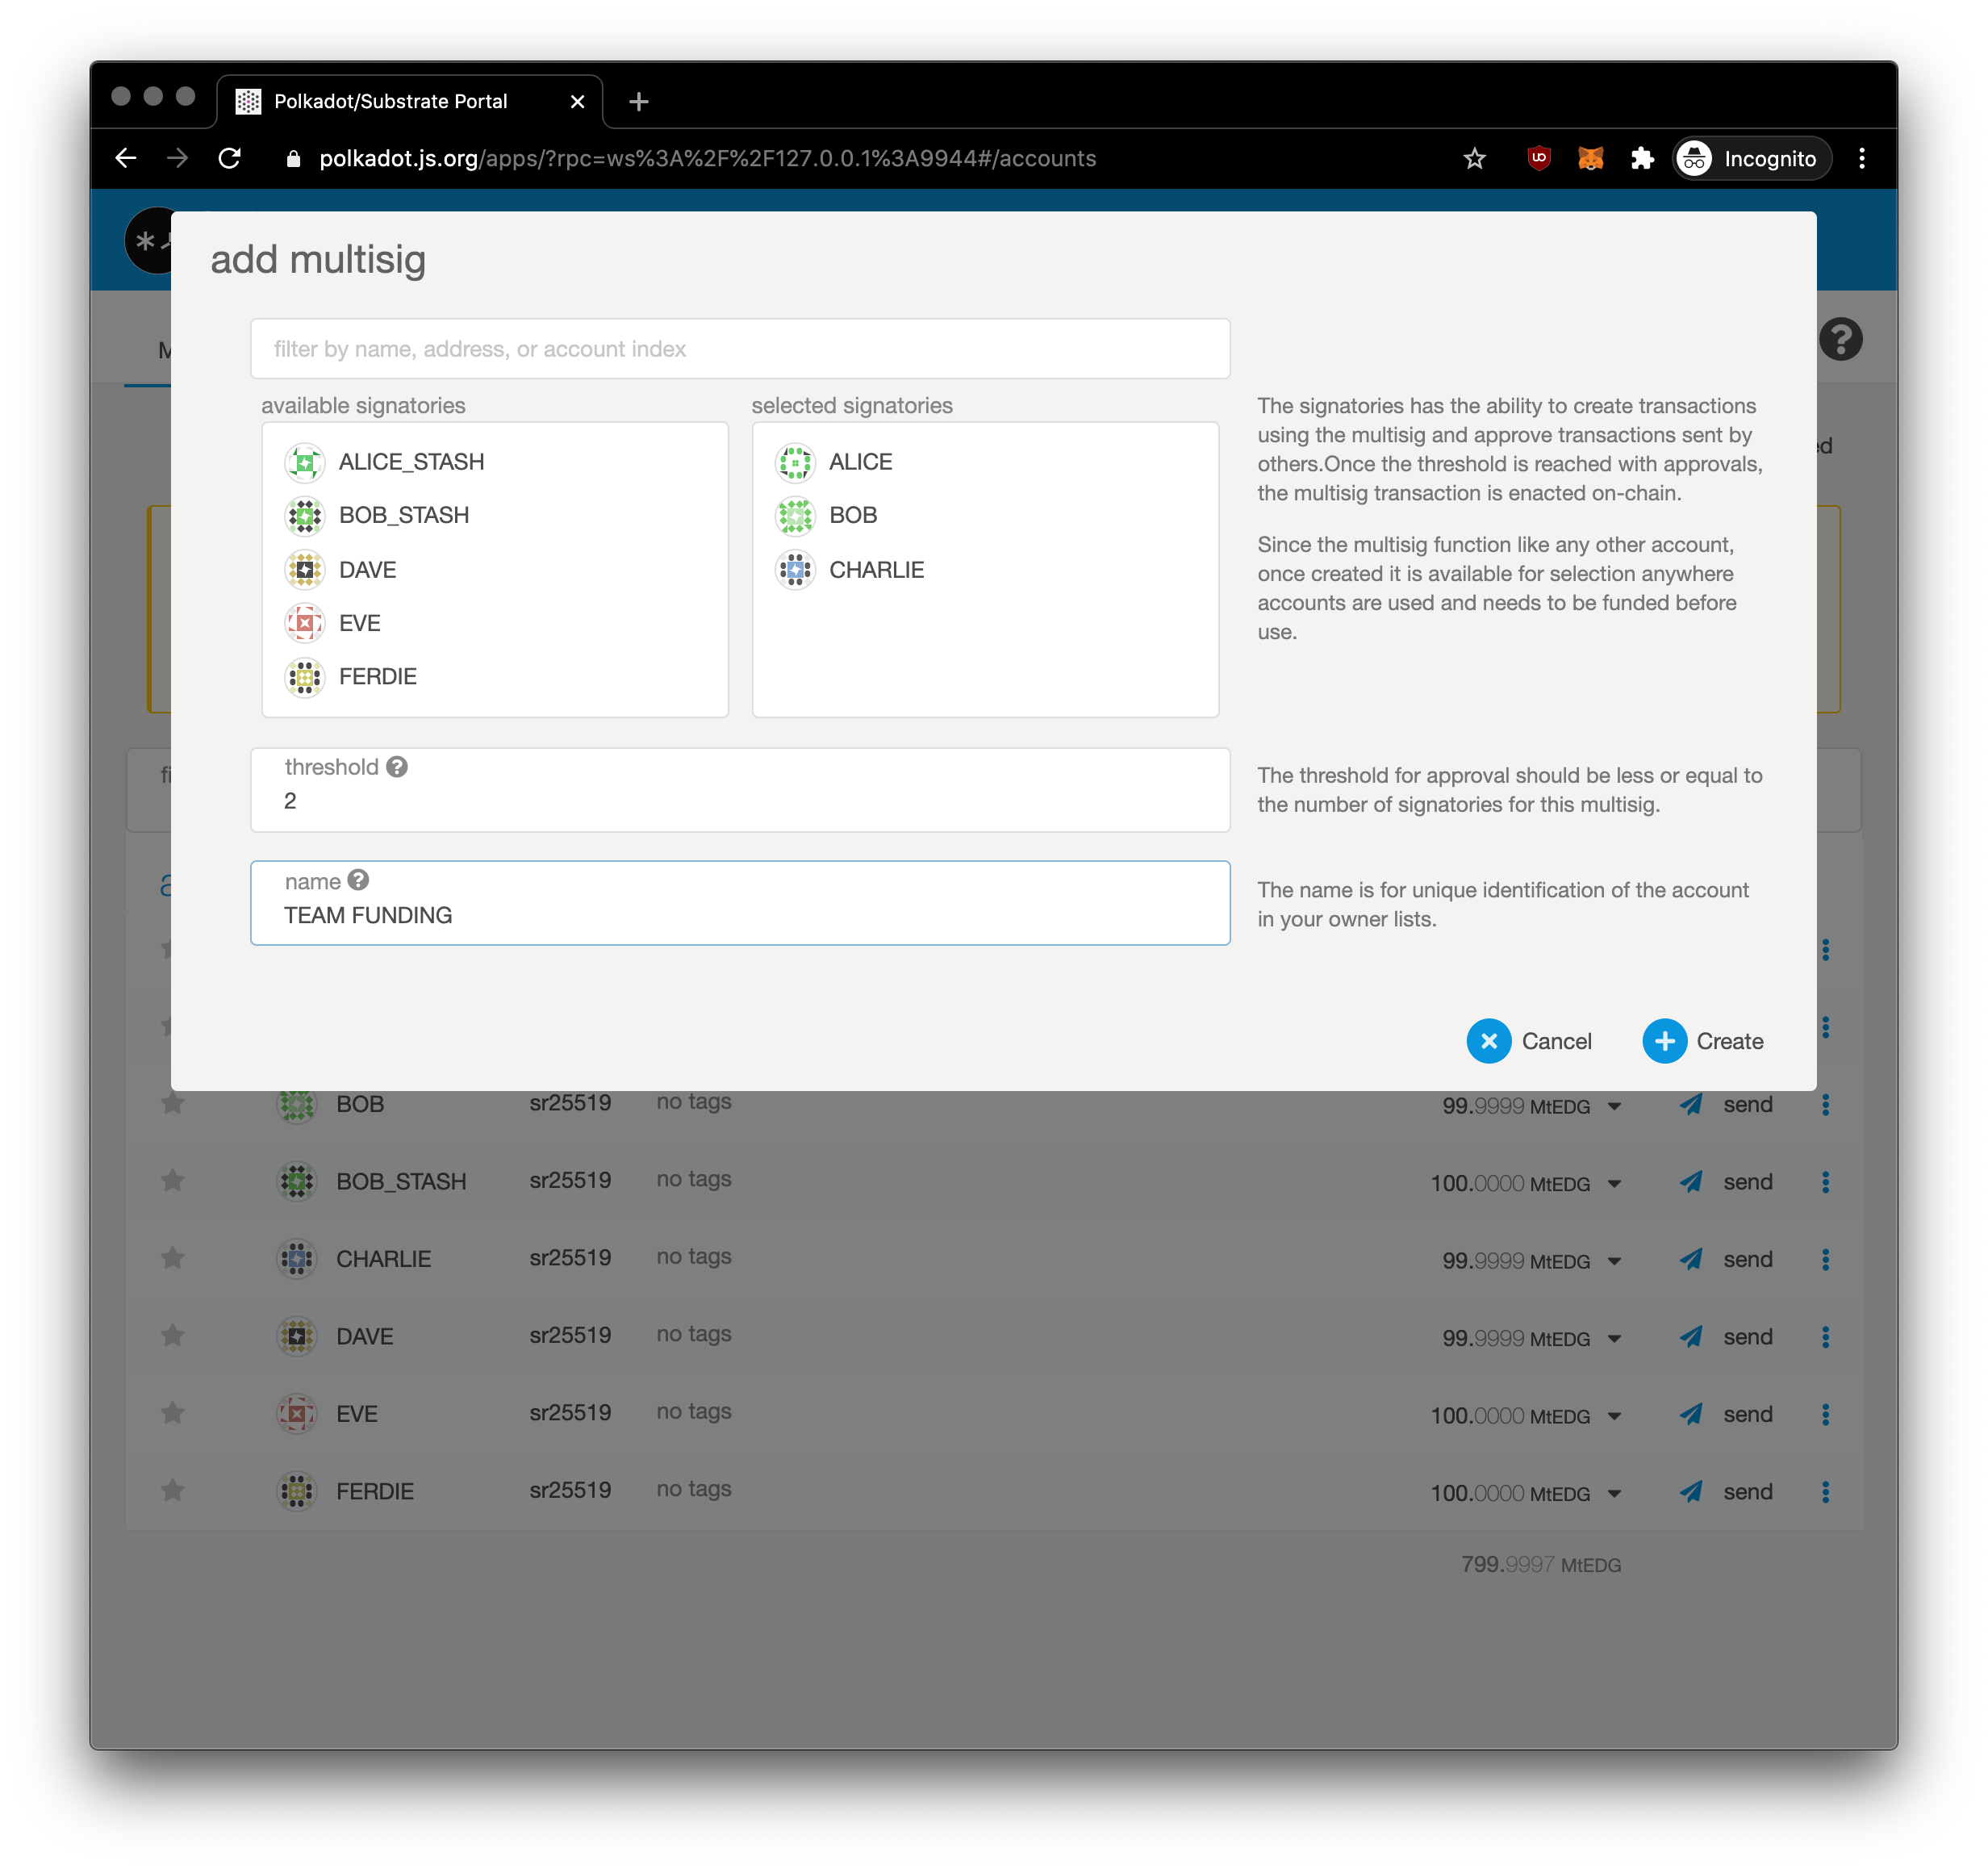 Polkadot/Substrate Portal
polkadot.js.org/apps/?rpc=ws%3A%2F%2F127.0.0.1%3A9944#/accounts
Incognito
add multisig
filter by name, address, or account index
available signatories
ALICE_STASH
BOB_STASH
DAVE
EVE
FERDIE
selected signatories
ALICE
BOB
CHARLIE
The signatories has the ability to create transactions
using the multisig and approve transactions sent by
others.Once the threshold is reached with approvals,
the multisig transaction is enacted on-chain.
Since the multisig function like any other account,
once created it is available for selection anywhere
accounts are used and needs to be funded before
use.
threshold
2
The threshold for approval should be less or equal to
the number of signatories for this multisig.
name
TEAM FUNDING
The name is for unique identification of the account
in your owner lists.
Cancel
Create
BOB sr25519 no tags 99.9999 MtEDG send
BOB_STASH sr25519 no tags 100.0000 MtEDG send
CHARLIE sr25519 no tags 99.9999 MtEDG send
DAVE sr25519 no tags 99.9999 MtEDG send
EVE sr25519 no tags 100.0000 MtEDG send
FERDIE sr25519 no tags 100.0000 MtEDG send
799.9997 MtEDG